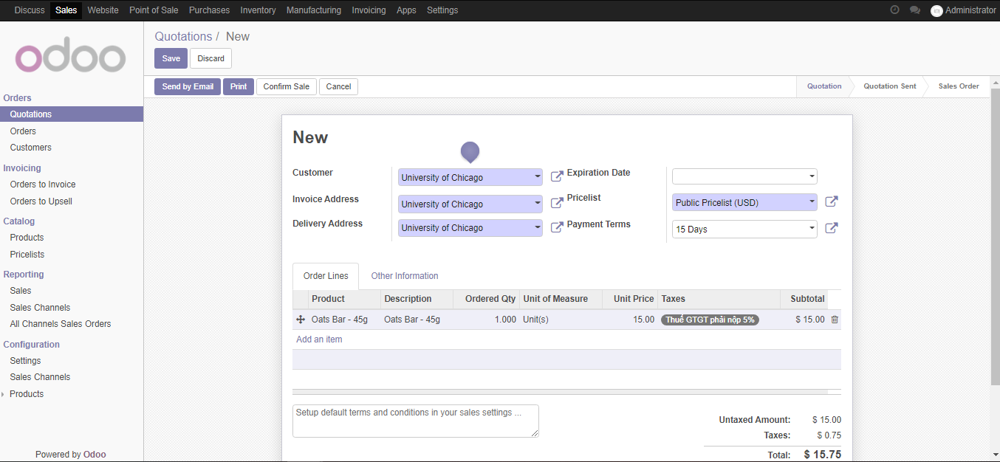 Discuss Sales Website Point of Sale Purchases Inventory Manufacturing Invoicing Apps Settings Administrator
odoo
Orders
Quotations
Orders
Customers
Invoicing
Orders to Invoice
Orders to Upsell
Catalog
Products
Pricelists
Reporting
Sales
Sales Channels
All Channels Sales Orders
Configuration
Settings
Sales Channels
Products
Powered by Odoo
Quotations / New
Save Discard
Send by Email Print Confirm Sale Cancel Quotation Quotation Sent Sales Order
New
Customer University of Chicago
Invoice Address University of Chicago
Delivery Address University of Chicago
Expiration Date
Pricelist Public Pricelist (USD)
Payment Terms 15 Days
Order Lines Other Information
Product Description Ordered Qty Unit of Measure Unit Price Taxes Subtotal
Oats Bar - 45g Oats Bar - 45g 1.000 Unit(s) 15.00 Thuế GTGT phải nộp 5% $ 15.00
Add an item
Setup default terms and conditions in your sales settings ...
Untaxed Amount: $ 15.00
Taxes: $ 0.75
Total: $ 15.75